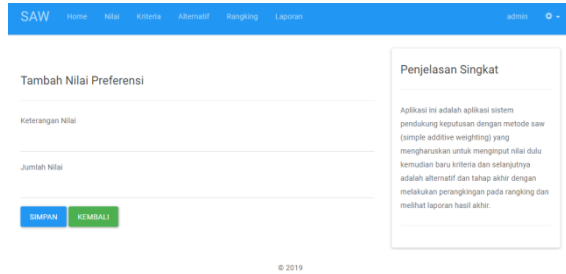 SAW Home Nilai Kriteria Alternatif Rangking Laporan admin
Tambah Nilai Preferensi
Keterangan Nilai
Jumlah Nilai
SIMPAN KEMBALI
Penjelasan Singkat
Aplikasi ini adalah aplikasi sistem
pendukung keputusan dengan metode saw
(simple additive weighting) yang
mengharuskan untuk menginput nilai dulu
kemudian baru kriteria dan selanjutnya
adalah alternatif dan tahap akhir dengan
melakukan perangkingan pada rangking dan
melihat laporan hasil akhir.
© 2019